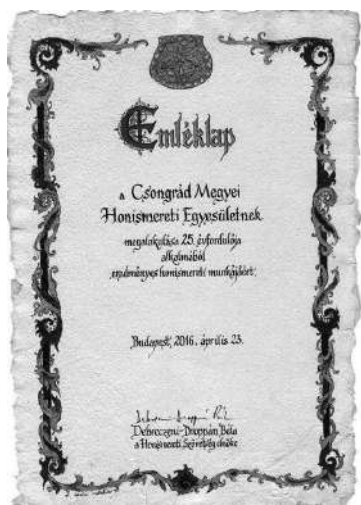 Emléklap
a Csongrád Megyei
Honismereti Egyesületnek
megalakulása 25. évfordulója
alkalmából
eredményes honismereti munkájáért.
Budapest, 2016. április 23.
Debreczeni-Droppán Béla
a Honismereti Szövetség elnöke